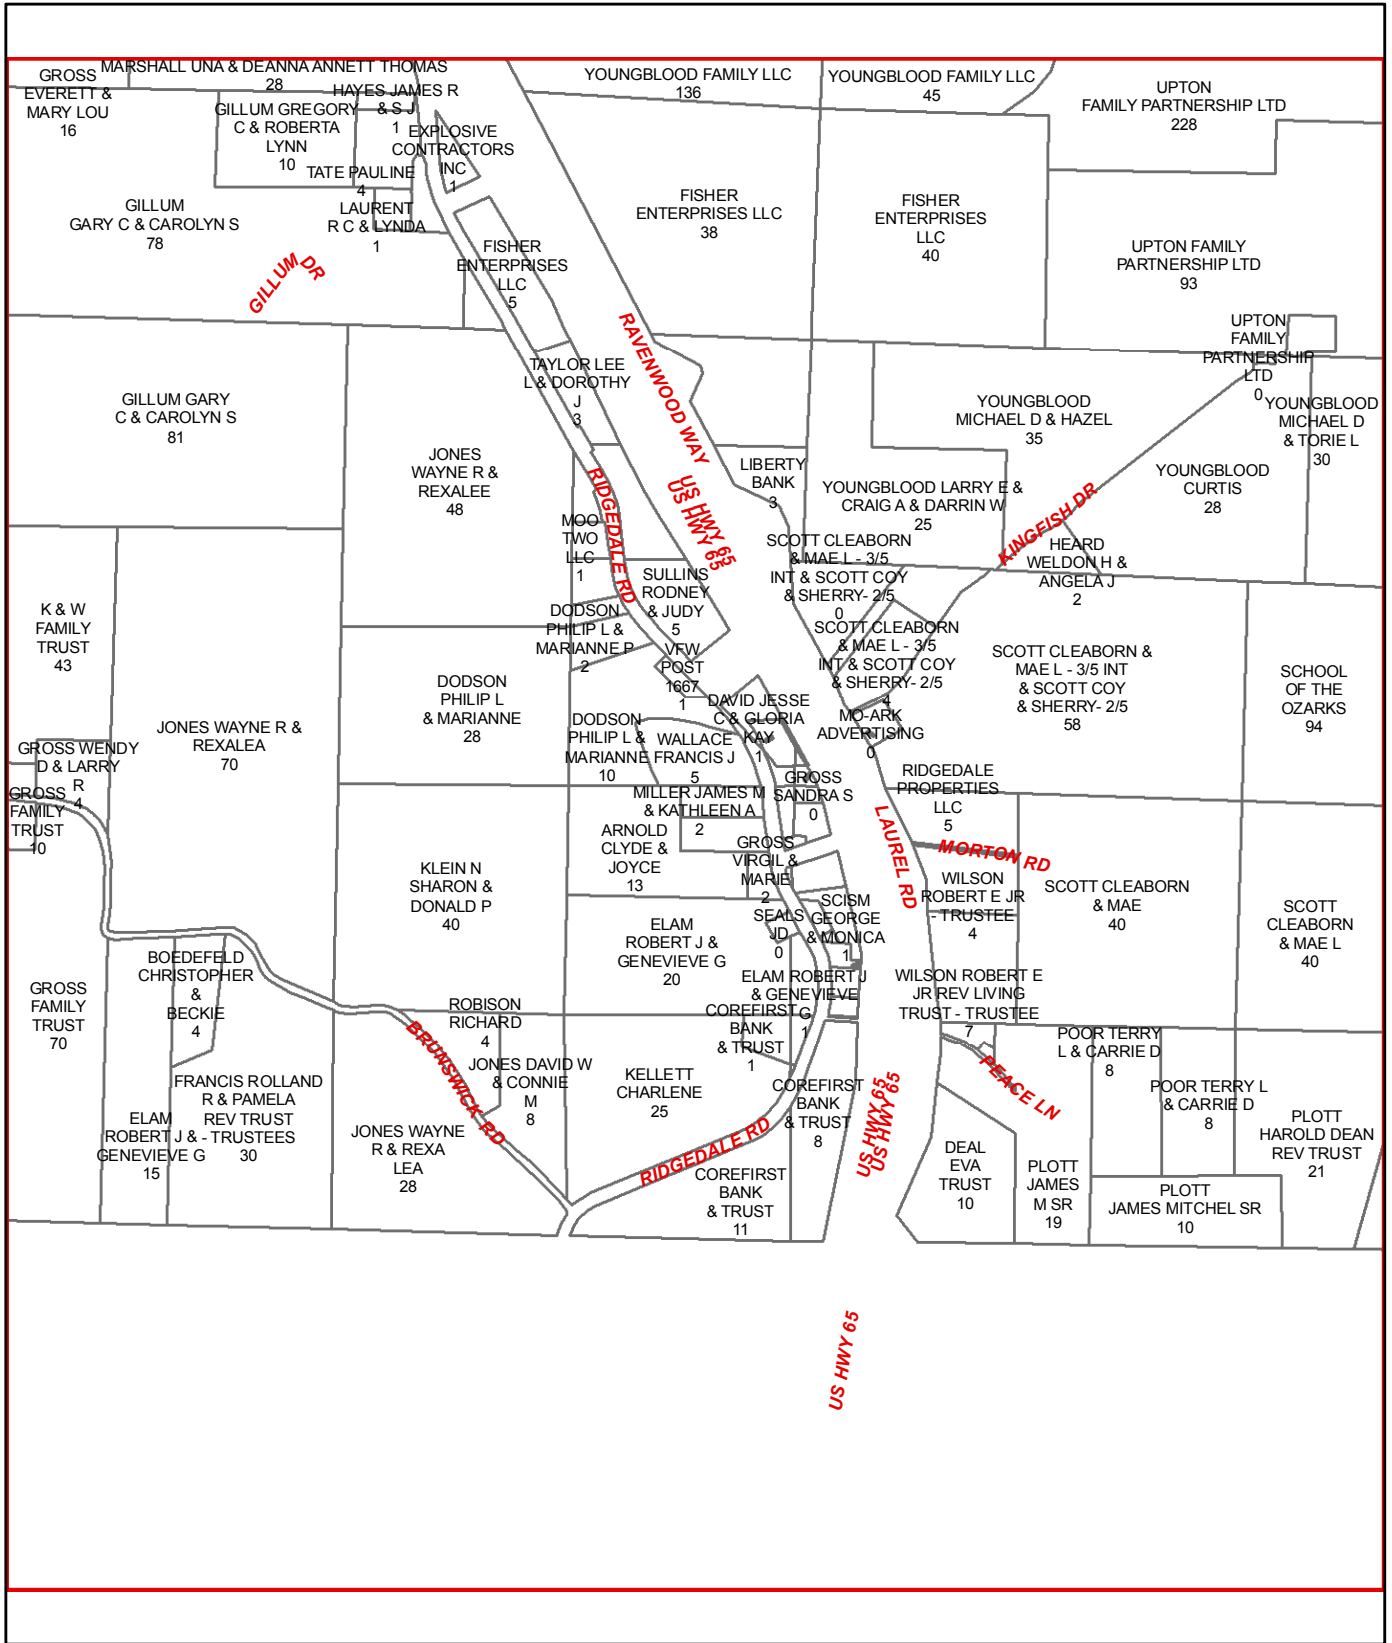 MARSHALL UNA & DEANNA ANNETT THOMAS
28
GROSS
EVERETT &
MARY LOU
16
GILLUM GREGORY
C & ROBERTA
LYNN
10
HAYES JAMES R
& S J
1
EXPLOSIVE
CONTRACTORS
INC
1
TATE PAULINE
4
LAURENT
R C & LYNDA
1
GILLUM
GARY C & CAROLYN S
78
GILLUM DR
FISHER
ENTERPRISES
LLC
5
YOUNGBLOOD FAMILY LLC
136
YOUNGBLOOD FAMILY LLC
45
UPTON
FAMILY PARTNERSHIP LTD
228
FISHER
ENTERPRISES LLC
38
FISHER
ENTERPRISES
LLC
40
UPTON FAMILY
PARTNERSHIP LTD
93
UPTON
FAMILY
PARTNERSHIP
LTD
0
RAVENWOOD WAY
TAYLOR LEE
L & DOROTHY
J
3
GILLUM GARY
C & CAROLYN S
81
JONES
WAYNE R &
REXALEE
48
YOUNGBLOOD
MICHAEL D & HAZEL
35
YOUNGBLOOD
MICHAEL D
& TORIE L
30
LIBERTY
BANK
3
YOUNGBLOOD LARRY E &
CRAIG A & DARRIN W
25
YOUNGBLOOD
CURTIS
28
KINGFISH DR
RIDGEDALE RD
US HWY 65
US HWY 65
MOO
TWO
LLC
1
SCOTT CLEABORN
& MAE L - 3/5
INT & SCOTT COY
& SHERRY- 2/5
0
HEARD
WELDON H &
ANGELA J
2
SULLINS
RODNEY
& JUDY
5
K & W
FAMILY
TRUST
43
DODSON
PHILIP L &
MARIANNE P
2
VFW
POST
1667
1
SCOTT CLEABORN
& MAE L - 3/5
INT & SCOTT COY
& SHERRY- 2/5
4
SCOTT CLEABORN &
MAE L - 3/5 INT
& SCOTT COY
& SHERRY- 2/5
58
SCHOOL
OF THE
OZARKS
94
DODSON
PHILIP L
& MARIANNE
28
JONES WAYNE R &
REXALEA
70
DODSON
PHILIP L &
MARIANNE
10
WALLACE
FRANCIS J
5
DAVID JESSE
C & GLORIA
KAY
1
MO-ARK
ADVERTISING
0
GROSS WENDY
D & LARRY
R
4
GROSS
FAMILY
TRUST
10
MILLER JAMES M
& KATHLEEN A
2
GROSS
SANDRA S
0
RIDGEDALE
PROPERTIES
LLC
5
LAUREL RD
MORTON RD
ARNOLD
CLYDE &
JOYCE
13
GROSS
VIRGIL &
MARIE
2
KLEIN N
SHARON &
DONALD P
40
WILSON
ROBERT E JR
- TRUSTEE
4
SCOTT CLEABORN
& MAE
40
SCOTT
CLEABORN
& MAE L
40
ELAM
ROBERT J &
GENEVIEVE G
20
SEALS
JD
0
SCISM
GEORGE
& MONICA
1
BOEDEFELD
CHRISTOPHER
&
BECKIE
4
GROSS
FAMILY
TRUST
70
ROBISON
RICHARD
4
ELAM ROBERT J
& GENEVIEVE
G
1
WILSON ROBERT E
JR REV LIVING
TRUST - TRUSTEE
7
COREFIRST
BANK
& TRUST
1
BRUNSWICK RD
JONES DAVID W
& CONNIE
M
8
KELLETT
CHARLENE
25
COREFIRST
BANK
& TRUST
8
US HWY 65
US HWY 65
PEACE LN
POOR TERRY
L & CARRIE D
8
POOR TERRY L
& CARRIE D
8
PLOTT
HAROLD DEAN
REV TRUST
21
FRANCIS ROLLAND
R & PAMELA
REV TRUST
- TRUSTEES
30
ELAM
ROBERT J &
GENEVIEVE G
15
JONES WAYNE
R & REXA
LEA
28
RIDGEDALE RD
COREFIRST
BANK
& TRUST
11
DEAL
EVA
TRUST
10
PLOTT
JAMES
M SR
19
PLOTT
JAMES MITCHEL SR
10
US HWY 65